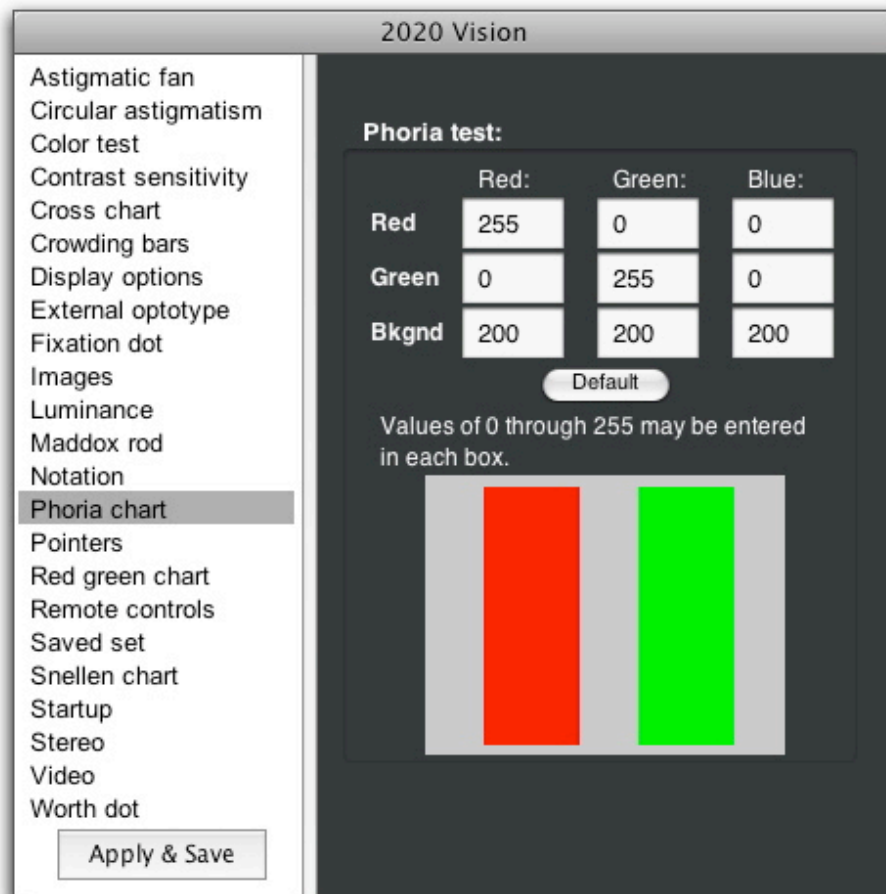 2020 Vision
Astigmatic fan
Circular astigmatism
Color test
Contrast sensitivity
Cross chart
Crowding bars
Display options
External optotype
Fixation dot
Images
Luminance
Maddox rod
Notation
Phoria chart
Pointers
Red green chart
Remote controls
Saved set
Snellen chart
Startup
Stereo
Video
Worth dot
Apply & Save
Phoria test:
Red: Green: Blue:
Red 255 0 0
Green 0 255 0
Bkgnd 200 200 200
Default
Values of 0 through 255 may be entered
in each box.